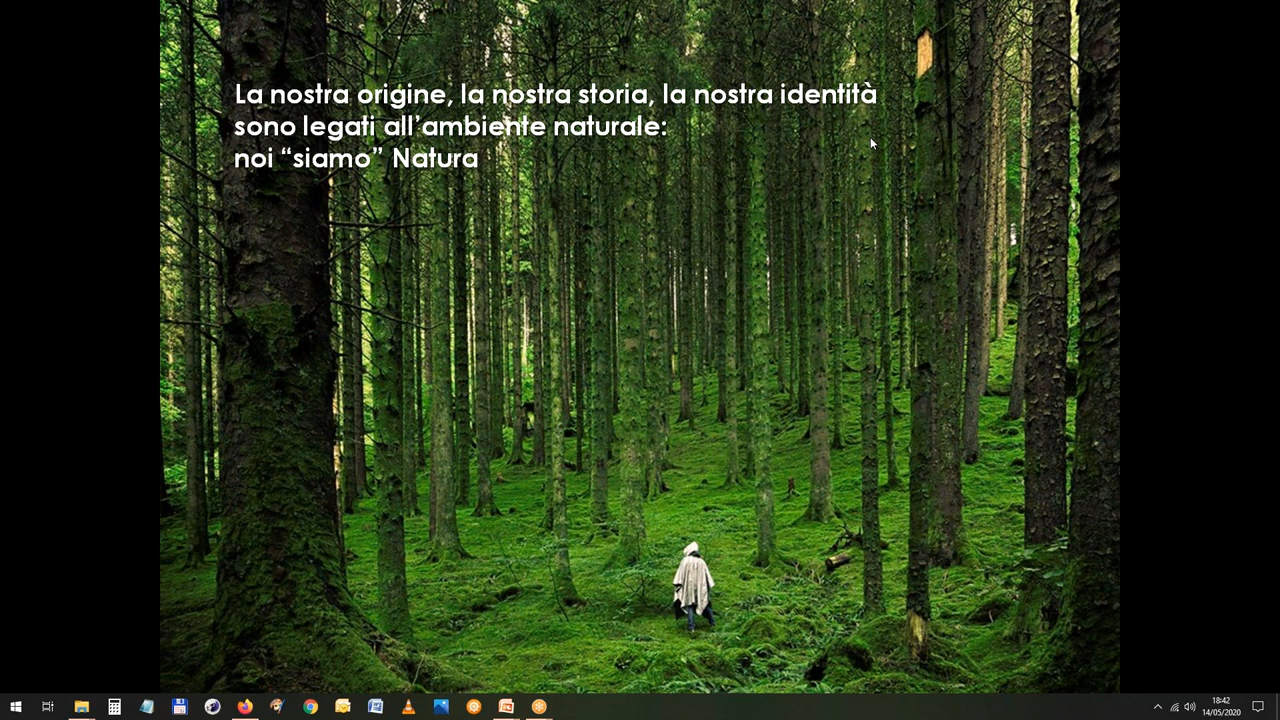 La nostra origine, la nostra storia, la nostra identità
sono legati all’ambiente naturale:
noi “siamo” Natura
18:42
14/05/2020